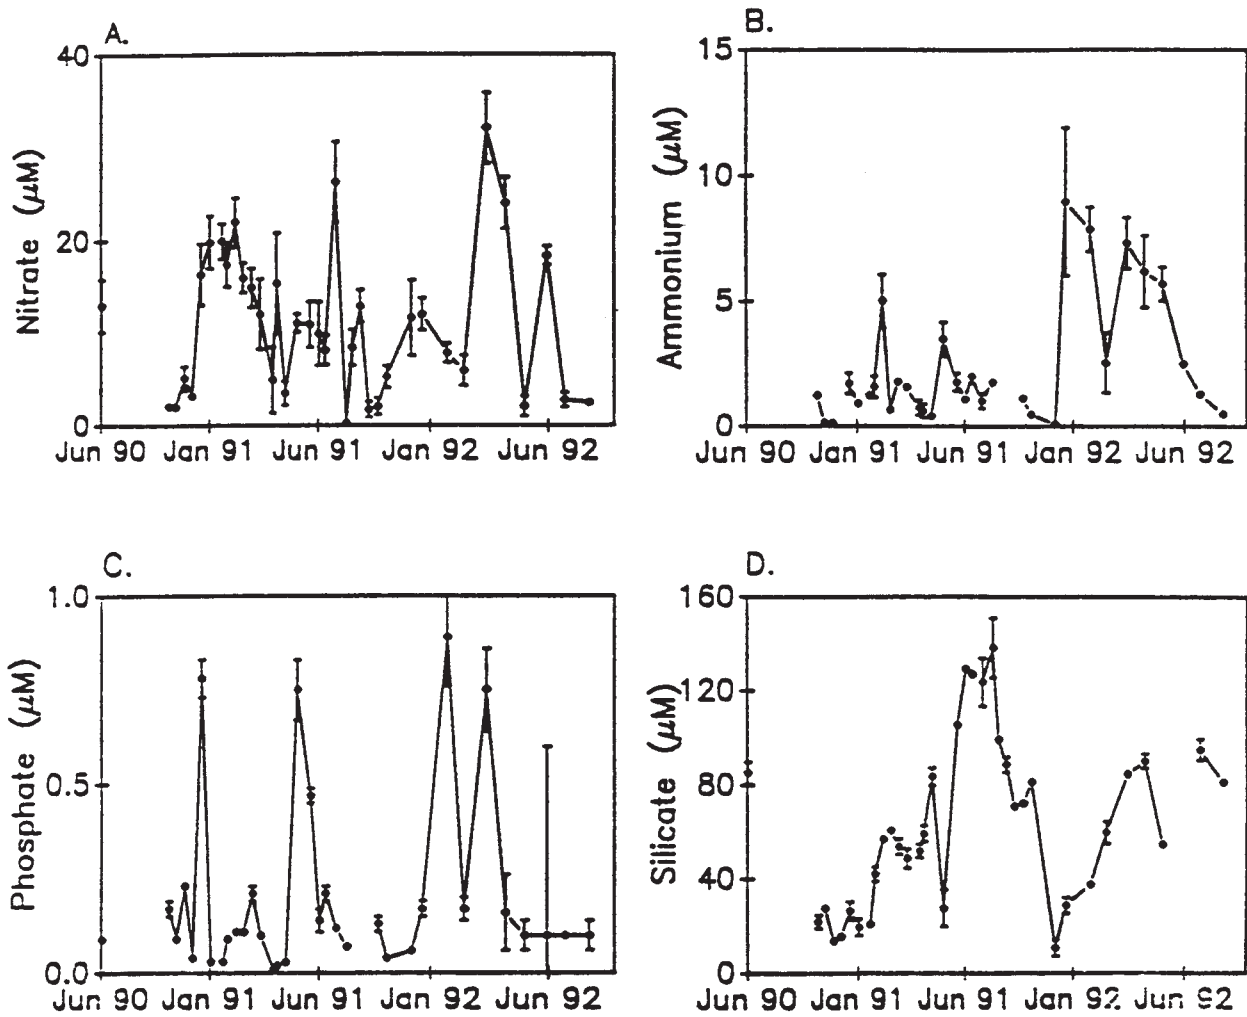 A.
40
20
0
Nitrate (μM)
Jun 90 Jan 91 Jun 91 Jan 92 Jun 92
B.
15
10
5
0
Ammonium (μM)
Jun 90 Jan 91 Jun 91 Jan 92 Jun 92
C.
1.0
0.5
0.0
Phosphate (μM)
Jun 90 Jan 91 Jun 91 Jan 92 Jun 92
D.
160
120
80
40
0
Silicate (μM)
Jun 90 Jan 91 Jun 91 Jan 92 Jun 92